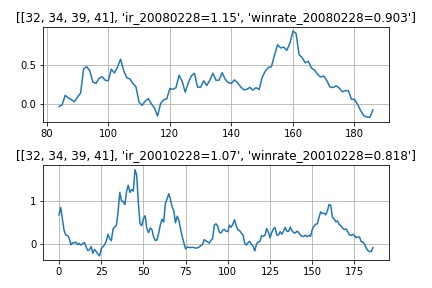 [[32, 34, 39, 41], 'ir_20080228=1.15', 'winrate_20080228=0.903']
0.5
0.0
80 100 120 140 160 180
[[32, 34, 39, 41], 'ir_20010228=1.07', 'winrate_20010228=0.818']
1
0
0 25 50 75 100 125 150 175